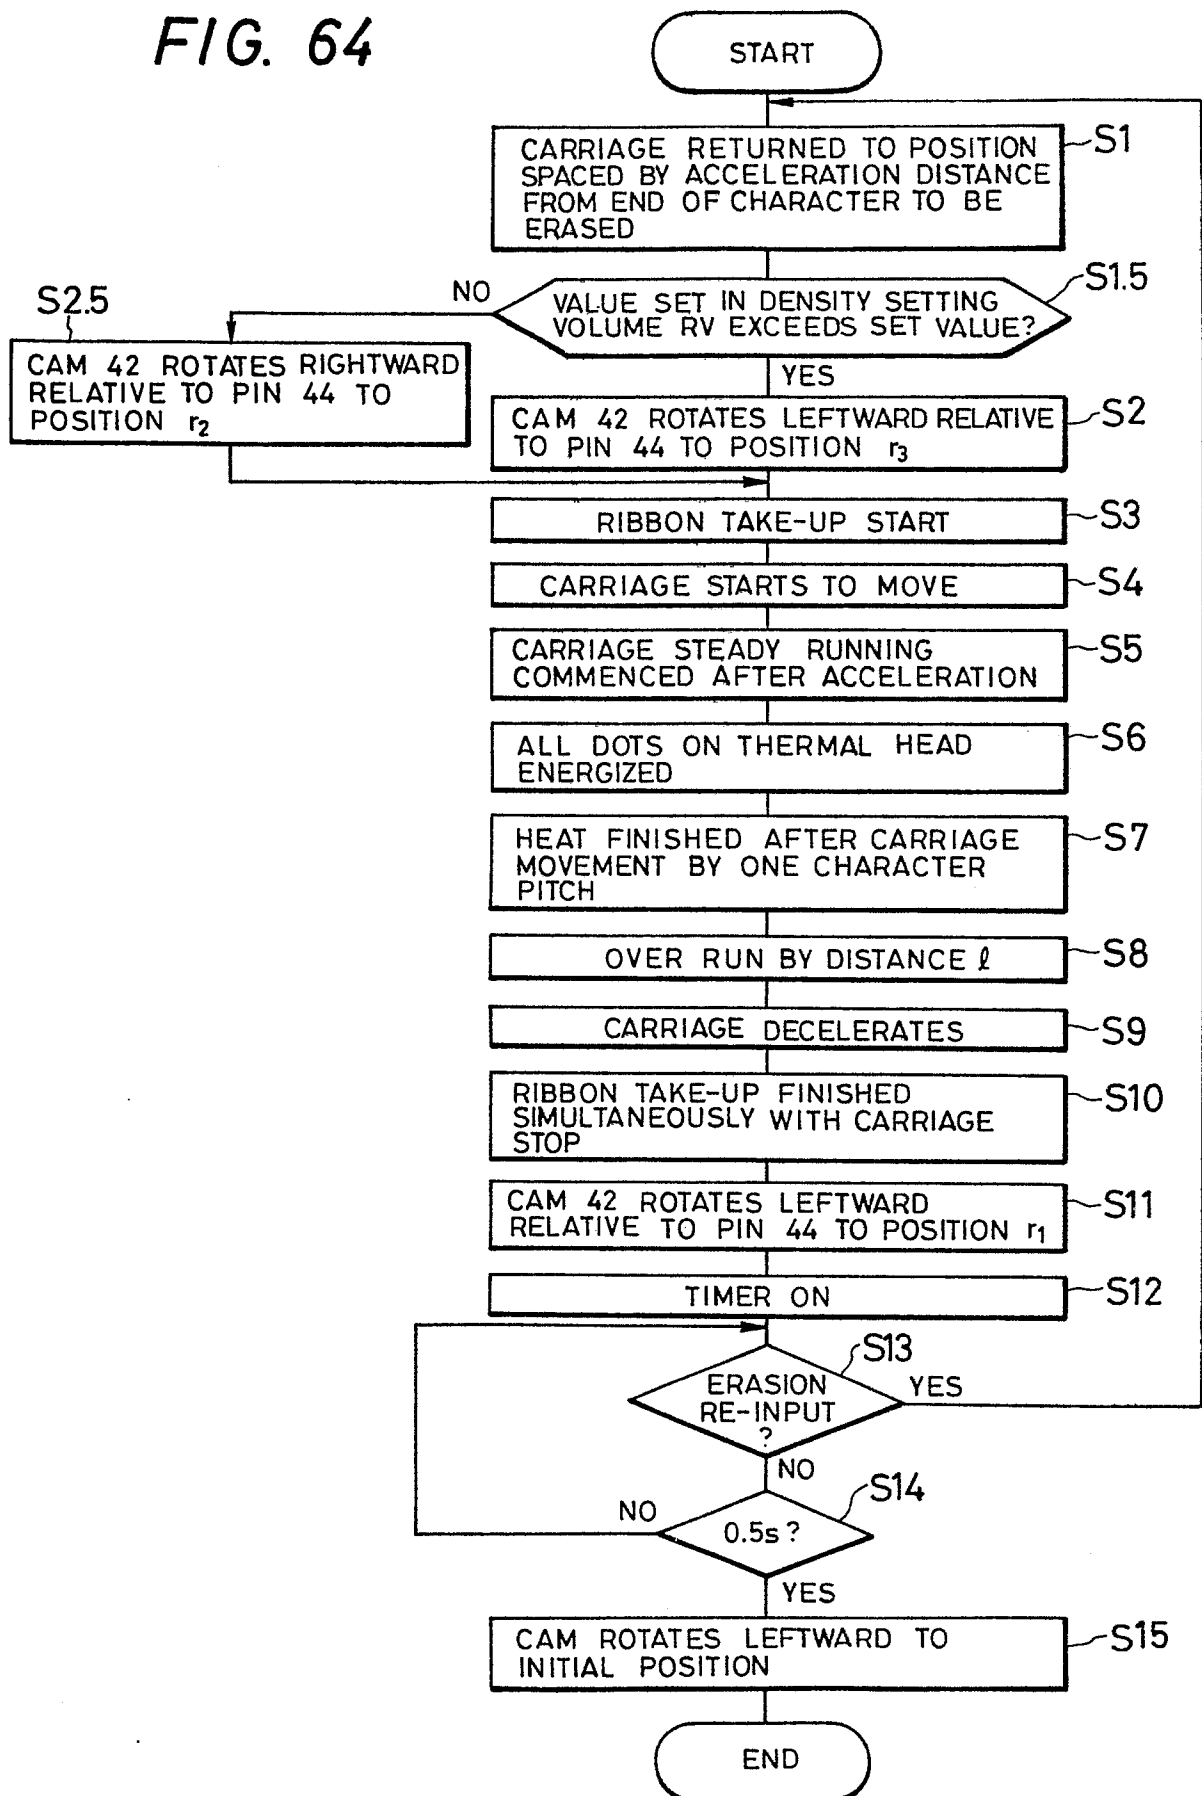 FIG. 64
START
S1
CARRIAGE RETURNED TO POSITION
SPACED BY ACCELERATION DISTANCE
FROM END OF CHARACTER TO BE
ERASED
S1.5
NO
VALUE SET IN DENSITY SETTING
VOLUME RV EXCEEDS SET VALUE?
S2.5
CAM 42 ROTATES RIGHTWARD
RELATIVE TO PIN 44 TO
POSITION r2
YES
S2
CAM 42 ROTATES LEFTWARD RELATIVE
TO PIN 44 TO POSITION r3
RIBBON TAKE-UP START
S3
CARRIAGE STARTS TO MOVE
S4
CARRIAGE STEADY RUNNING
COMMENCED AFTER ACCELERATION
S5
ALL DOTS ON THERMAL HEAD
ENERGIZED
S6
HEAT FINISHED AFTER CARRIAGE
MOVEMENT BY ONE CHARACTER
PITCH
S7
OVER RUN BY DISTANCE ℓ
S8
CARRIAGE DECELERATES
S9
RIBBON TAKE-UP FINISHED
SIMULTANEOUSLY WITH CARRIAGE
STOP
S10
CAM 42 ROTATES LEFTWARD
RELATIVE TO PIN 44 TO POSITION r1
S11
TIMER ON
S12
S13
ERASION
RE-INPUT
?
YES
NO
S14
NO
0.5s ?
YES
CAM ROTATES LEFTWARD TO
INITIAL POSITION
S15
END